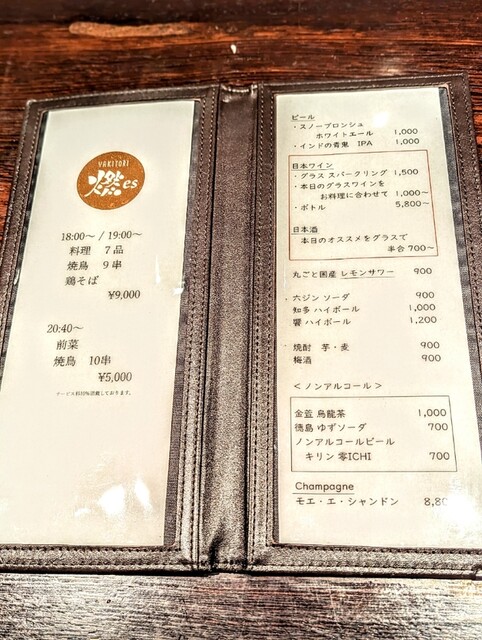 YAKITORI
燃es
18:00〜 / 19:00〜
料理 7品
焼鳥 9串
鶏そば
¥9,000
20:40〜
前菜
焼鳥 10串
¥5,000
ビール
・スノーブロンシュ
ホワイトエール 1,000
・インドの青鬼 IPA 1,000
日本ワイン
・グラス スパークリング 1,500
・本日のグラスワインを
お料理に合わせて 1,000〜
・ボトル 5,800〜
日本酒
本日のオススメをグラスで
半合 700〜
丸ごと国産 レモンサワー 900
六ジン ソーダ 900
知多 ハイボール 1,000
響 ハイボール 1,200
焼酎 芋・麦 900
梅酒 900
<ノンアルコール>
金萱 烏龍茶 1,000
徳島 ゆずソーダ 700
ノンアルコールビール
キリン 零ICHI 700
Champagne
モエ・エ・シャンドン 8,80